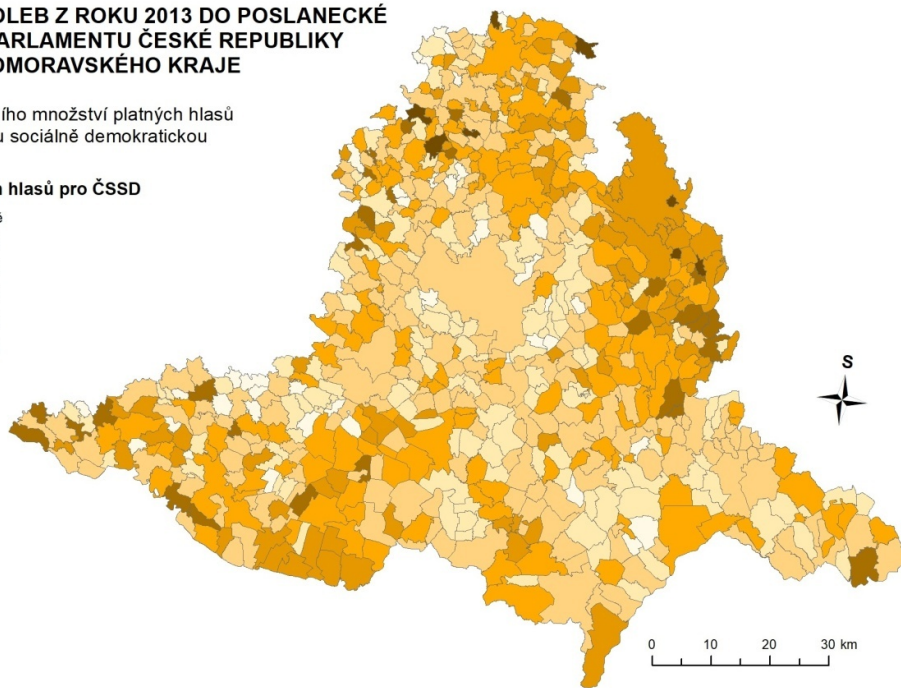 OLEB Z ROKU 2013 DO POSLANECKÉ
ARLAMENTU ČESKÉ REPUBLIKY
OMORAVSKÉHO KRAJE
ího množství platných hlasů
u sociálně demokratickou
hlasů pro ČSSD
S
0 10 20 30 km